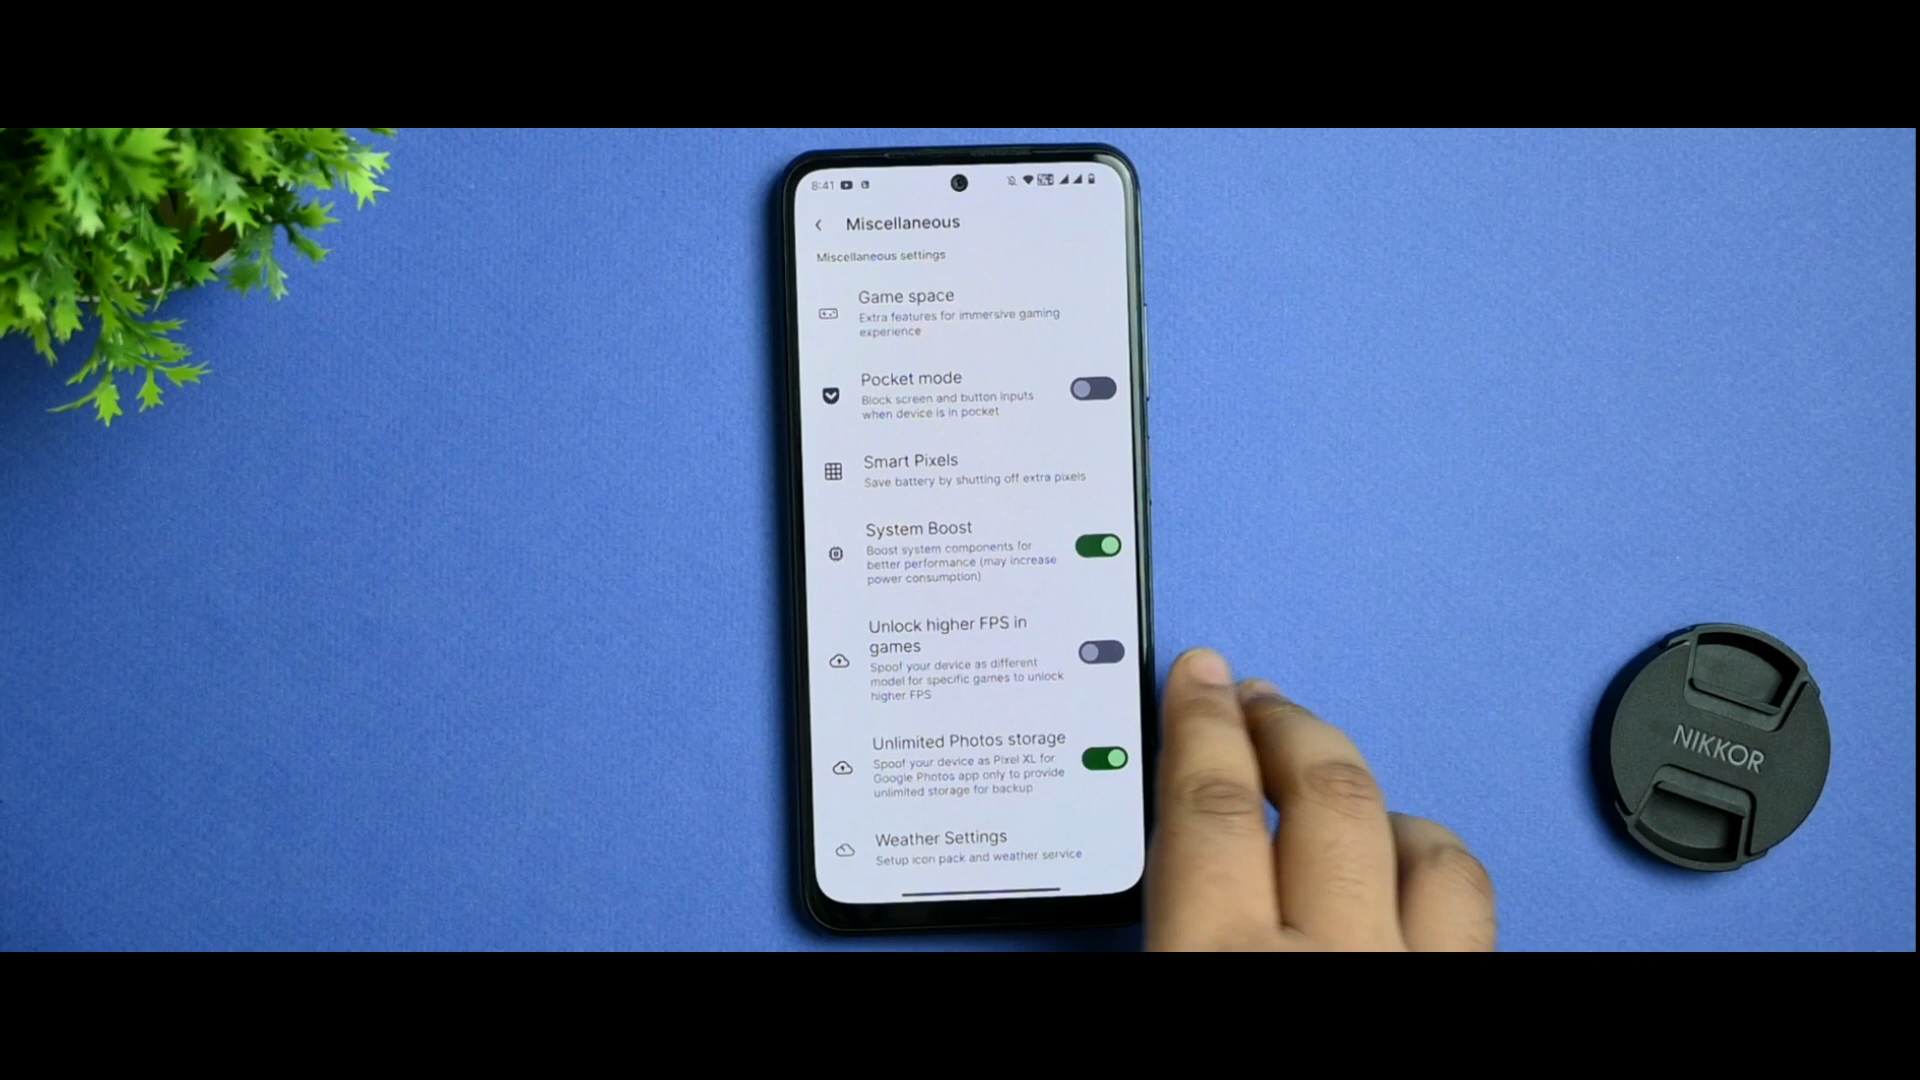 8:41
Miscellaneous
Miscellaneous settings
Game space
Extra features for immersive gaming
experience
Pocket mode
Block screen and button inputs
when device is in pocket
Smart Pixels
Save battery by shutting off extra pixels
System Boost
Boost system components for
better performance (may increase
power consumption)
Unlock higher FPS in
games
Spoof your device as different
model for specific games to unlock
higher FPS
Unlimited Photos storage
Spoof your device as Pixel XL for
Google Photos app only to provide
unlimited storage for backup
Weather Settings
Setup icon pack and weather service
NIKKOR